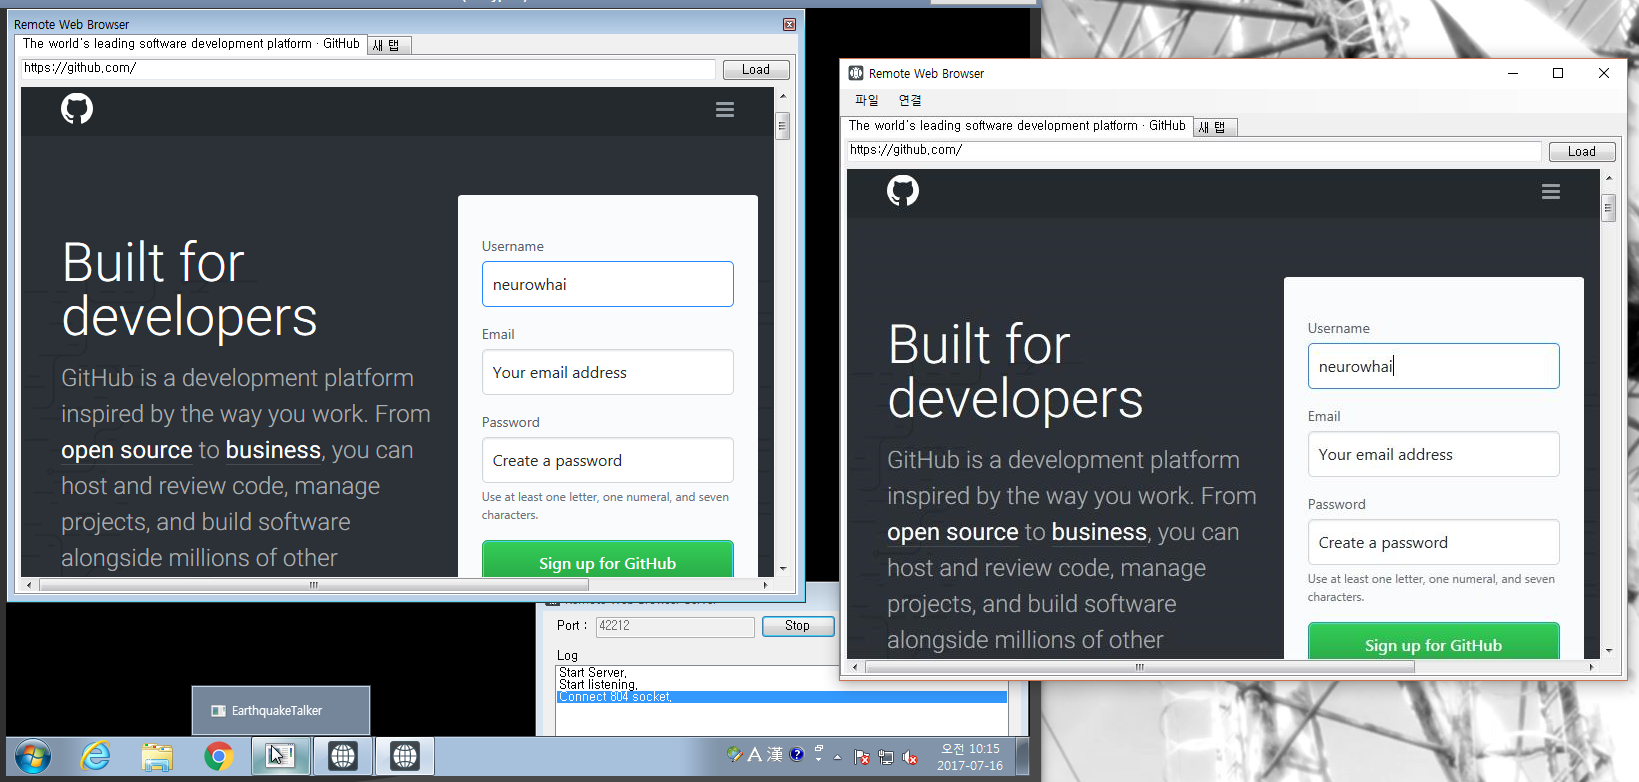 Remote Web Browser
The world's leading software development platform · GitHub
새 탭
https://github.com/
Load
Built for
developers
GitHub is a development platform
inspired by the way you work. From
open source to business, you can
host and review code, manage
projects, and build software
alongside millions of other
Username
neurowhai
Email
Your email address
Password
Create a password
Use at least one letter, one numeral, and seven
characters.
Sign up for GitHub
Remote Web Browser
파일 연결
The world's leading software development platform · GitHub
새 탭
https://github.com/
Load
Built for
developers
GitHub is a development platform
inspired by the way you work. From
open source to business, you can
host and review code, manage
projects, and build software
alongside millions of other
Username
neurowhai
Email
Your email address
Password
Create a password
Use at least one letter, one numeral, and seven
characters.
Sign up for GitHub
Port : 42212 Stop
Log
Start Server.
Start listening.
Connect 804 socket.
EarthquakeTalker
A 漢
오전 10:15
2017-07-16